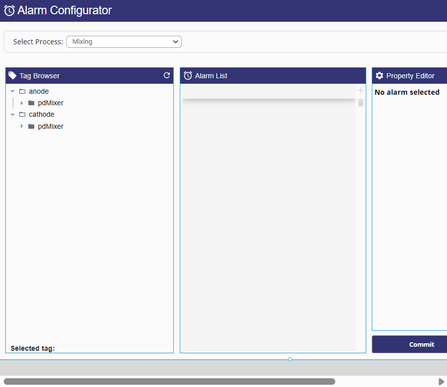 Alarm Configurator
Select Process: Mixing
Tag Browser
anode
pdMixer
cathode
pdMixer
Selected tag:
Alarm List
Property Editor
No alarm selected
Commit